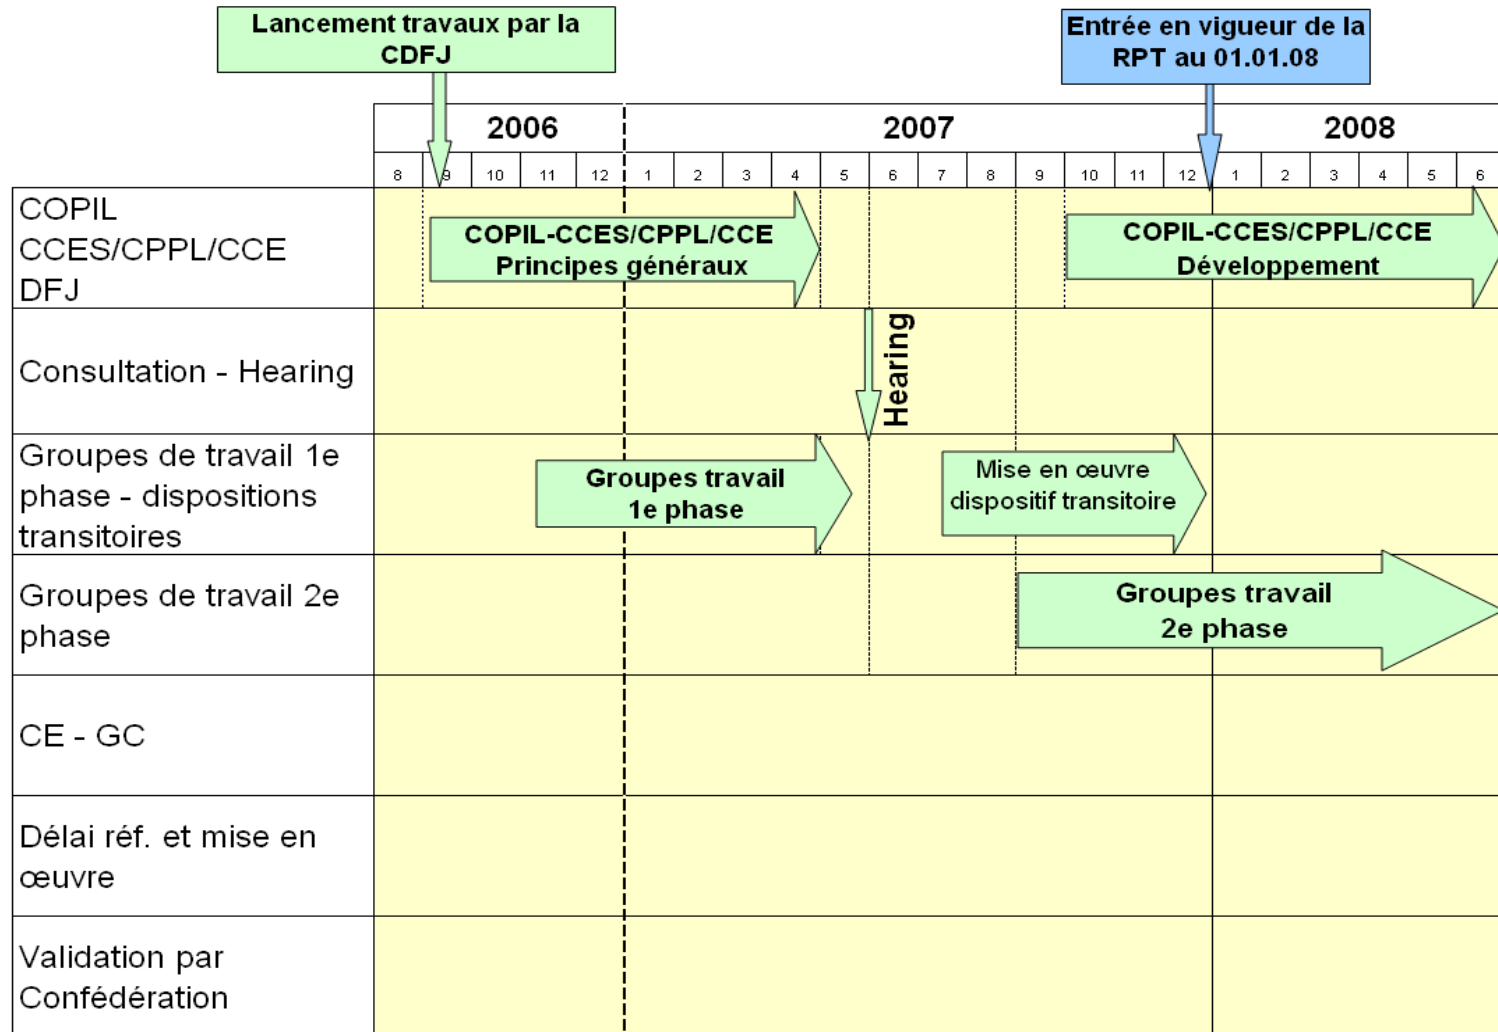 Lancement travaux par la
CDFJ
Entrée en vigueur de la
RPT au 01.01.08
2006 2007 2008
8 9 10 11 12 1 2 3 4 5 6 7 8 9 10 11 12 1 2 3 4 5 6
COPIL
CCES/CPPL/CCE
DFJ
COPIL-CCES/CPPL/CCE
Principes généraux
COPIL-CCES/CPPL/CCE
Développement
Consultation - Hearing
Hearing
Groupes de travail 1e
phase - dispositions
transitoires
Groupes travail
1e phase
Mise en œuvre
dispositif transitoire
Groupes de travail 2e
phase
Groupes travail
2e phase
CE - GC
Délai réf. et mise en
œuvre
Validation par
Confédération